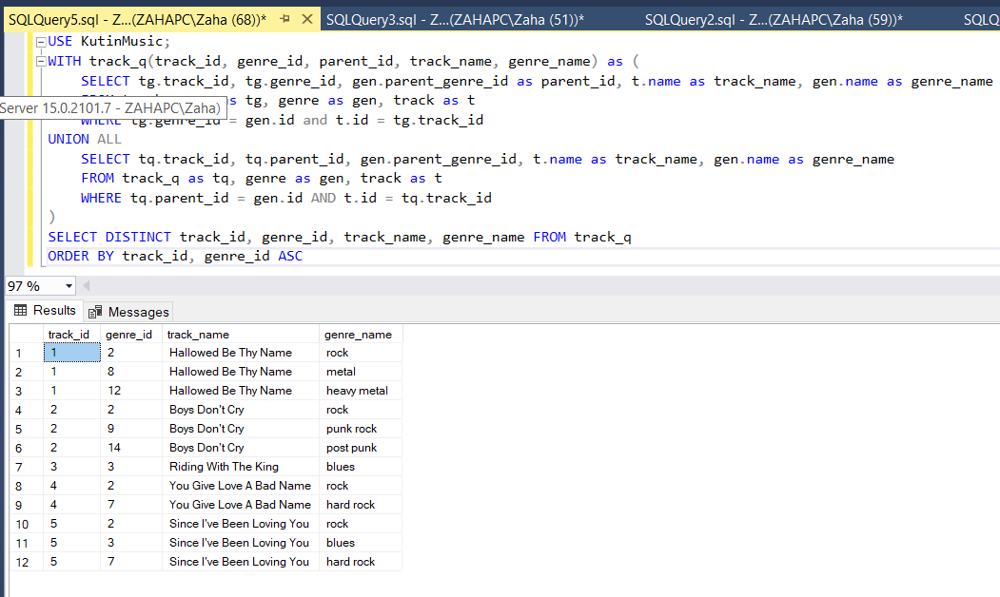 SQLQuery5.sql - Z...(ZAHAPC\Zaha (68))* SQLQuery3.sql - Z...(ZAHAPC\Zaha (51))* SQLQuery2.sql - Z...(ZAHAPC\Zaha (59))* SQLQ
USE KutinMusic;
WITH track_q(track_id, genre_id, parent_id, track_name, genre_name) as (
SELECT tg.track_id, tg.genre_id, gen.parent_genre_id as parent_id, t.name as track_name, gen.name as genre_name
s tg, genre as gen, track as t
Server 15.0.2101.7 - ZAHAPC\Zaha)
WHERE tg.genre_id = gen.id and t.id = tg.track_id
UNION ALL
SELECT tq.track_id, tq.parent_id, gen.parent_genre_id, t.name as track_name, gen.name as genre_name
FROM track_q as tq, genre as gen, track as t
WHERE tq.parent_id = gen.id AND t.id = tq.track_id
)
SELECT DISTINCT track_id, genre_id, track_name, genre_name FROM track_q
ORDER BY track_id, genre_id ASC
97 %
Results Messages
track_id genre_id track_name genre_name
1 1 2 Hallowed Be Thy Name rock
2 1 8 Hallowed Be Thy Name metal
3 1 12 Hallowed Be Thy Name heavy metal
4 2 2 Boys Don't Cry rock
5 2 9 Boys Don't Cry punk rock
6 2 14 Boys Don't Cry post punk
7 3 3 Riding With The King blues
8 4 2 You Give Love A Bad Name rock
9 4 7 You Give Love A Bad Name hard rock
10 5 2 Since I've Been Loving You rock
11 5 3 Since I've Been Loving You blues
12 5 7 Since I've Been Loving You hard rock